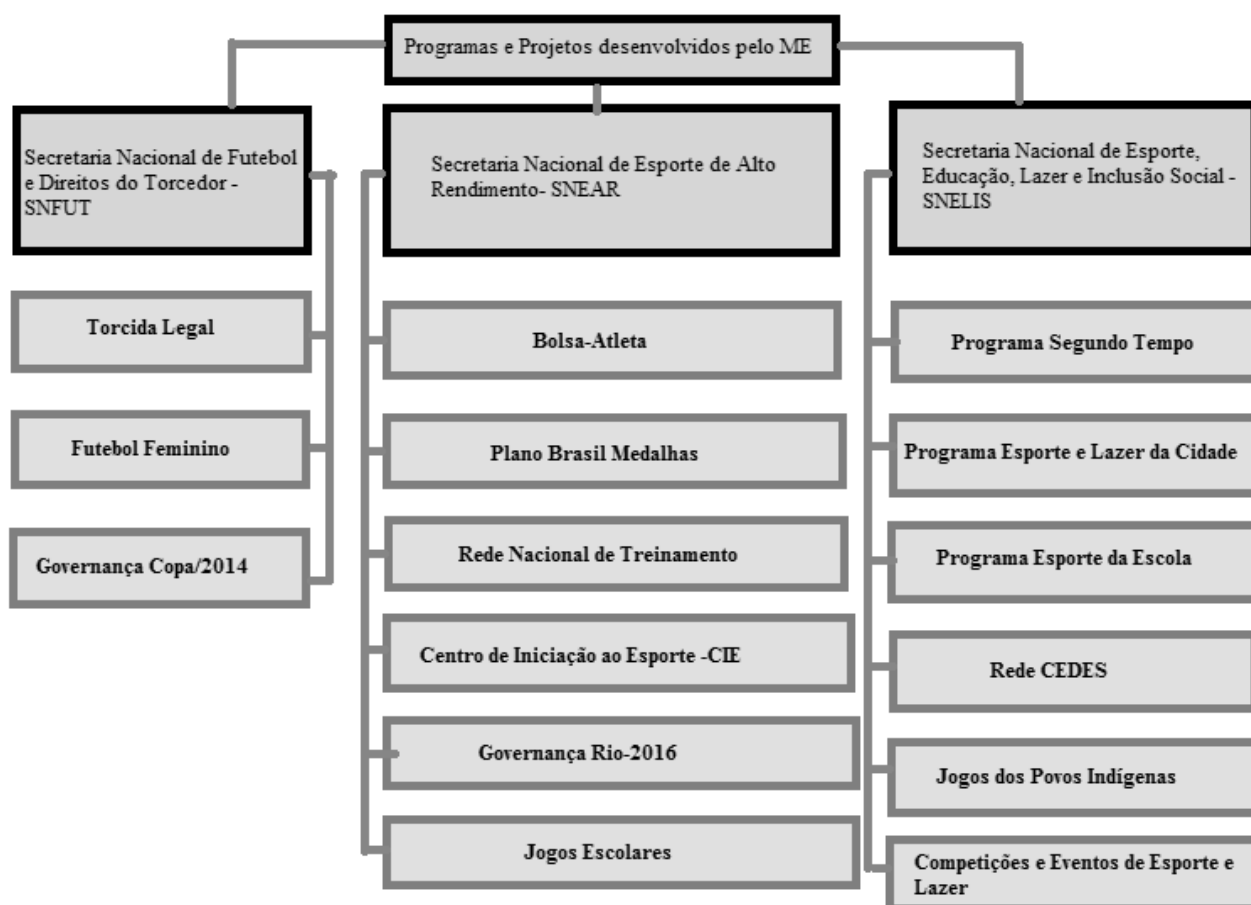 Programas e Projetos desenvolvidos pelo ME
Secretaria Nacional de Futebol
e Direitos do Torcedor -
SNFUT
Torcida Legal
Futebol Feminino
Governança Copa/2014
Secretaria Nacional de Esporte de Alto
Rendimento- SNEAR
Bolsa-Atleta
Plano Brasil Medalhas
Rede Nacional de Treinamento
Centro de Iniciação ao Esporte -CIE
Governança Rio-2016
Jogos Escolares
Secretaria Nacional de Esporte,
Educação, Lazer e Inclusão Social -
SNELIS
Programa Segundo Tempo
Programa Esporte e Lazer da Cidade
Programa Esporte da Escola
Rede CEDES
Jogos dos Povos Indígenas
Competições e Eventos de Esporte e
Lazer